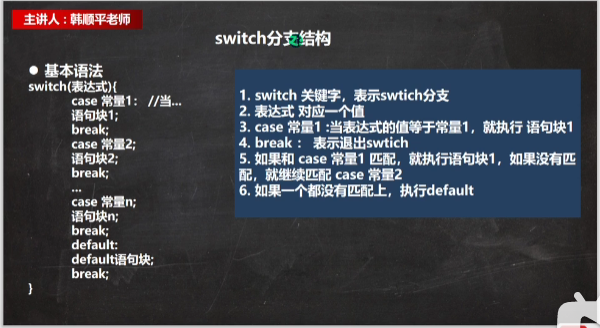 主讲人：韩顺平老师
switch分支结构
基本语法
switch(表达式){
case 常量1： //当...
语句块1;
break;
case 常量2;
语句块2;
break;
...
case 常量n;
语句块n;
break;
default:
default语句块;
break;
}
1. switch 关键字，表示swtich分支
2. 表达式 对应一个值
3. case 常量1 :当表达式的值等于常量1，就执行 语句块1
4. break ： 表示退出swtich
5. 如果和 case 常量1 匹配，就执行语句块1，如果没有匹
配，就继续匹配 case 常量2
6. 如果一个都没有匹配上，执行default